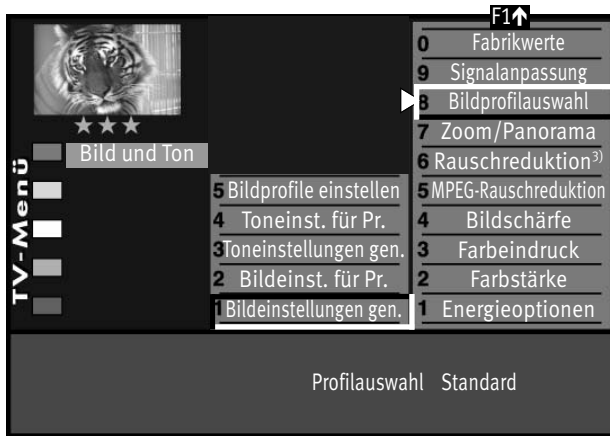 F1↑
0 Fabrikwerte
9 Signalanpassung
8 Bildprofilauswahl
7 Zoom/Panorama
6 Rauschreduktion³⁾
5 MPEG-Rauschreduktion
4 Bildschärfe
3 Farbeindruck
2 Farbstärke
1 Energieoptionen
TV-Menü
Bild und Ton
5 Bildprofile einstellen
4 Toneinst. für Pr.
3 Toneinstellungen gen.
2 Bildeinst. für Pr.
1 Bildeinstellungen gen.
Profilauswahl Standard